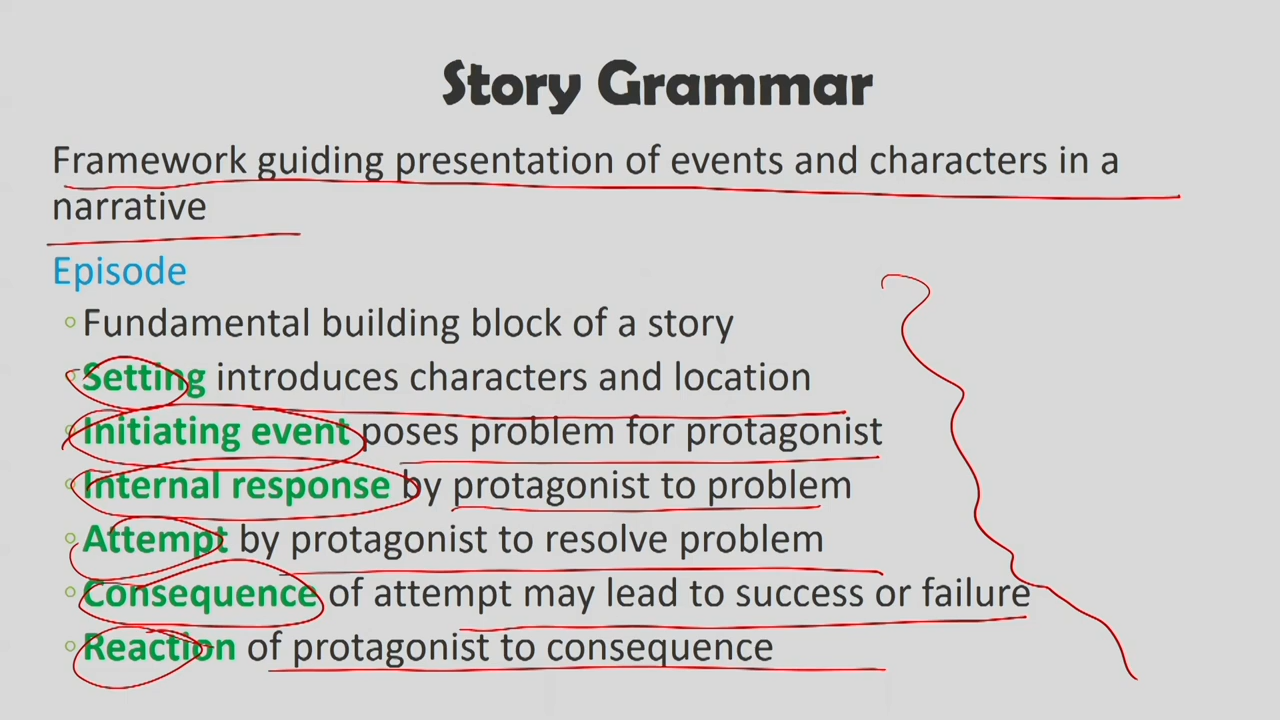 Story Grammar
Framework guiding presentation of events and characters in a
narrative
Episode
Fundamental building block of a story
Setting introduces characters and location
Initiating event poses problem for protagonist
Internal response by protagonist to problem
Attempt by protagonist to resolve problem
Consequence of attempt may lead to success or failure
Reaction of protagonist to consequence